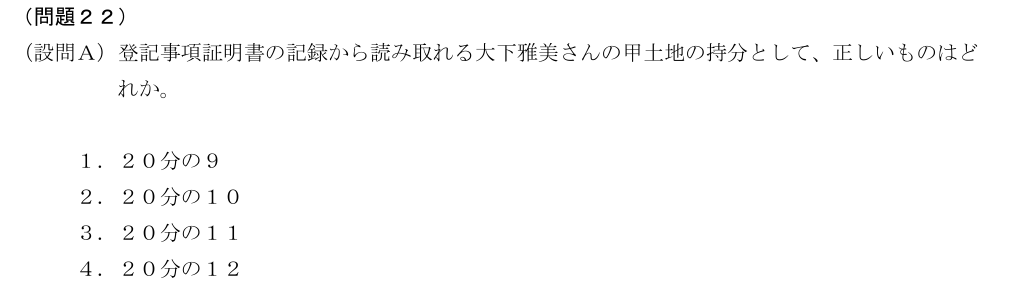 （問題２２）
（設問Ａ）登記事項証明書の記録から読み取れる大下雅美さんの甲土地の持分として、正しいものはど
れか。
１．２０分の９
２．２０分の１０
３．２０分の１１
４．２０分の１２